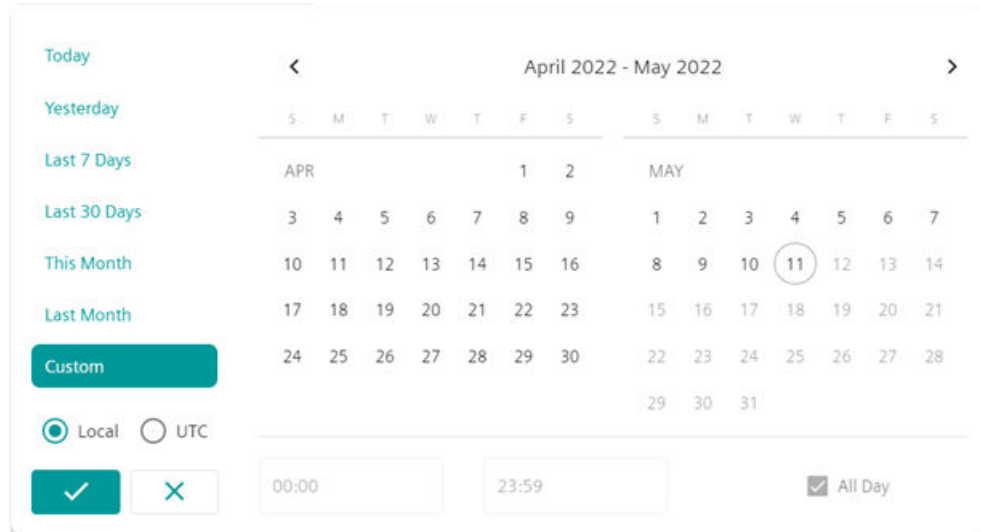 Today
Yesterday
Last 7 Days
Last 30 Days
This Month
Last Month
Custom
Local UTC
April 2022 - May 2022
S M T W T F S
APR 1 2
3 4 5 6 7 8 9
10 11 12 13 14 15 16
17 18 19 20 21 22 23
24 25 26 27 28 29 30
S M T W T F S
MAY
1 2 3 4 5 6 7
8 9 10 11 12 13 14
15 16 17 18 19 20 21
22 23 24 25 26 27 28
29 30 31
00:00 23:59 All Day